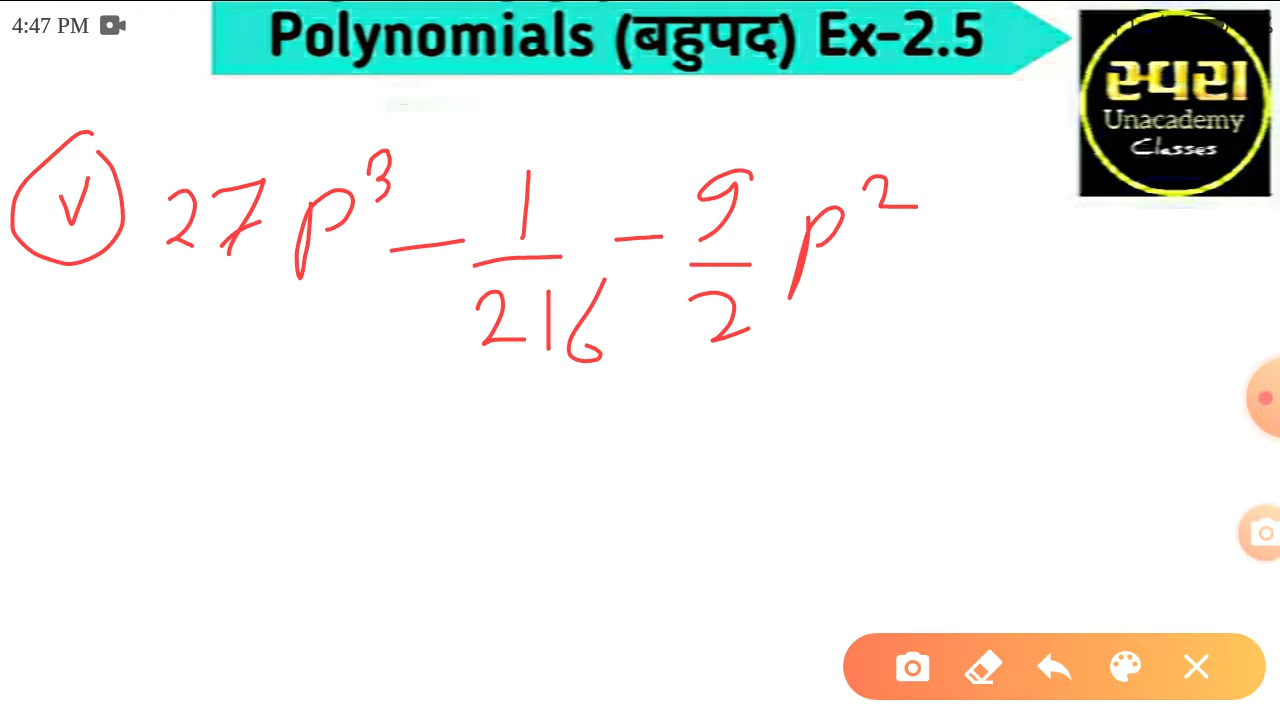 4:47 PM
Polynomials (बहुपद) Ex-2.5
स्परा
Unacademy
Classes
V 27p³ − 1/216 − 9/2 p²